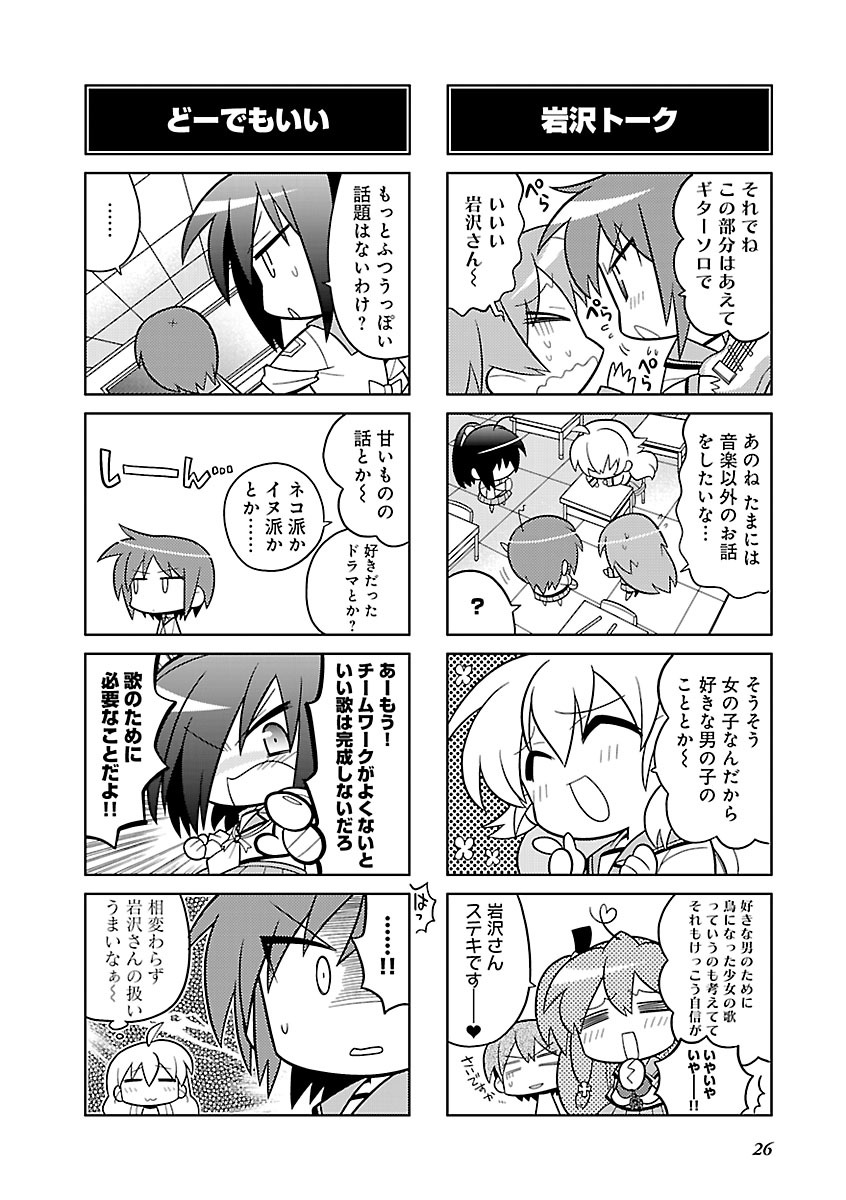 岩沢トーク
それでね
この部分はあえて
ギターソロで
ぺら
ぺら
いいい
岩沢さん〜
あのね たまには
音楽以外のお話
をしたいな…
?
そうそう
女の子なんだから
好きな男の子の
こととか〜
好きな男のために
鳥になった少女の歌
っていうのも考えてて
それもけっこう自信が
いやいや
いやーー!!
岩沢さん
ステキですーー♥
どーでもいい
もっとふつうっぽい
話題はないわけ?
……
甘いものの
話とか〜
好きだった
ドラマとか?
ネコ派か
イヌ派か
とか……
しーーん…
あーもう!
チームワークがよくないと
いい歌は完成しないだろ
歌のために
必要なことだよ!!
はっ
……!!
相変わらず
岩沢さんの扱い
うまいなぁ〜
26